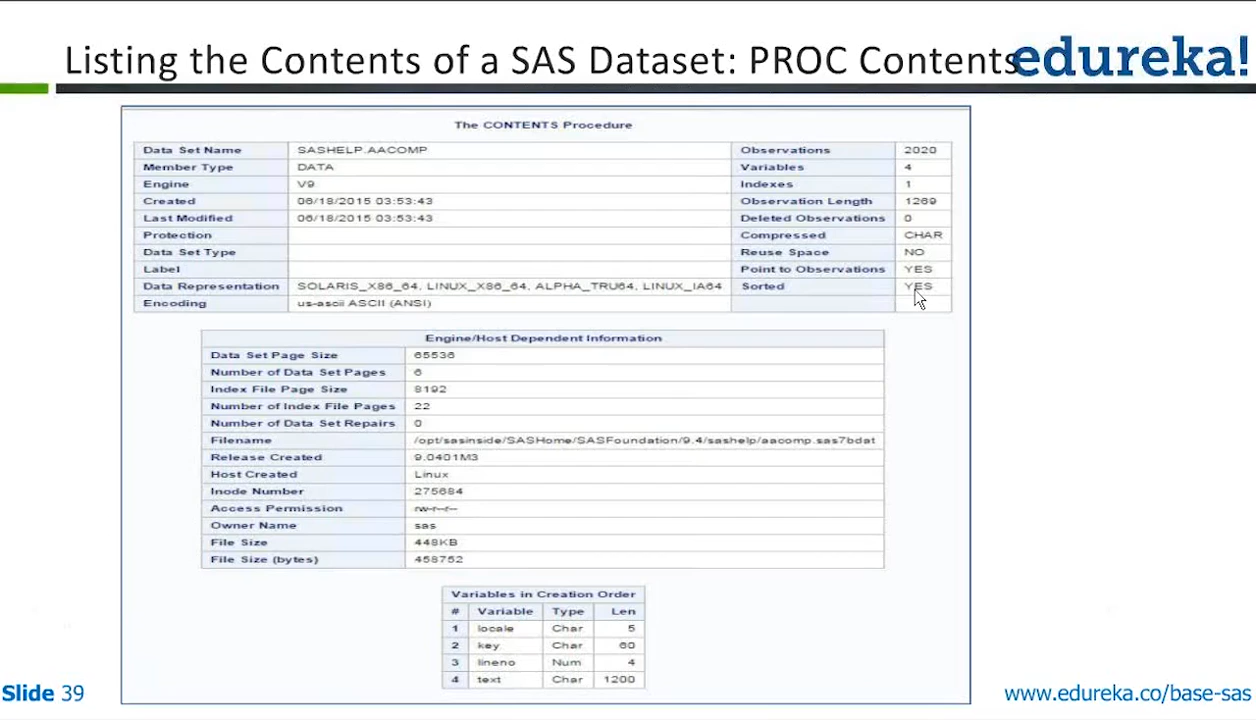 Listing the Contents of a SAS Dataset: PROC Contents
edureka!
The CONTENTS Procedure
Data Set Name SASHELP.AACOMP Observations 2020
Member Type DATA Variables 4
Engine V9 Indexes 1
Created 06/18/2015 03:53:43 Observation Length 1269
Last Modified 06/18/2015 03:53:43 Deleted Observations 0
Protection Compressed CHAR
Data Set Type Reuse Space NO
Label Point to Observations YES
Data Representation SOLARIS_X86_64, LINUX_X86_64, ALPHA_TRU64, LINUX_IA64 Sorted YES
Encoding us-ascii ASCII (ANSI)
Engine/Host Dependent Information
Data Set Page Size 65536
Number of Data Set Pages 6
Index File Page Size 8192
Number of Index File Pages 22
Number of Data Set Repairs 0
Filename /opt/sasinside/SASHome/SASFoundation/9.4/sashelp/aacomp.sas7bdat
Release Created 9.0401M3
Host Created Linux
Inode Number 275684
Access Permission rw-r--r--
Owner Name sas
File Size 448KB
File Size (bytes) 458752
Variables in Creation Order
# Variable Type Len
1 locale Char 5
2 key Char 60
3 lineno Num 4
4 text Char 1200
Slide 39
www.edureka.co/base-sas